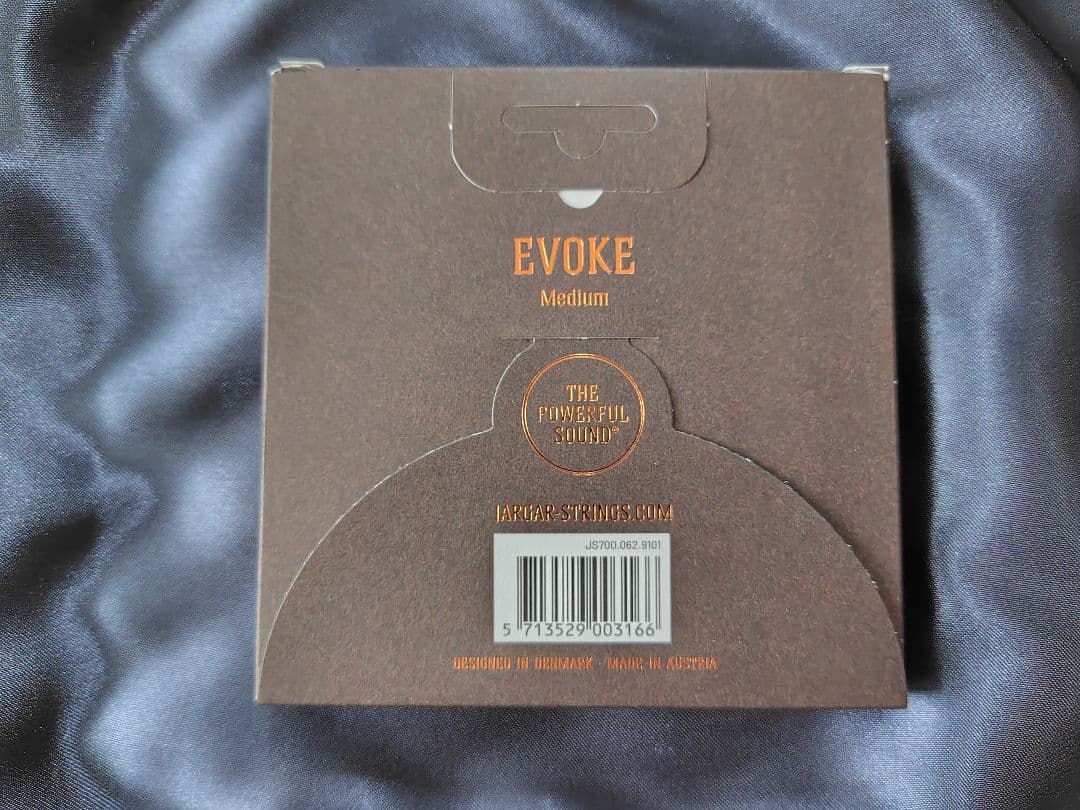 EVOKE
Medium
THE
POWERFUL
SOUND™
JARGAR-STRINGS.COM
JS700.062.9101
5 713529 003166
DESIGNED IN DENMARK · MADE IN AUSTRIA